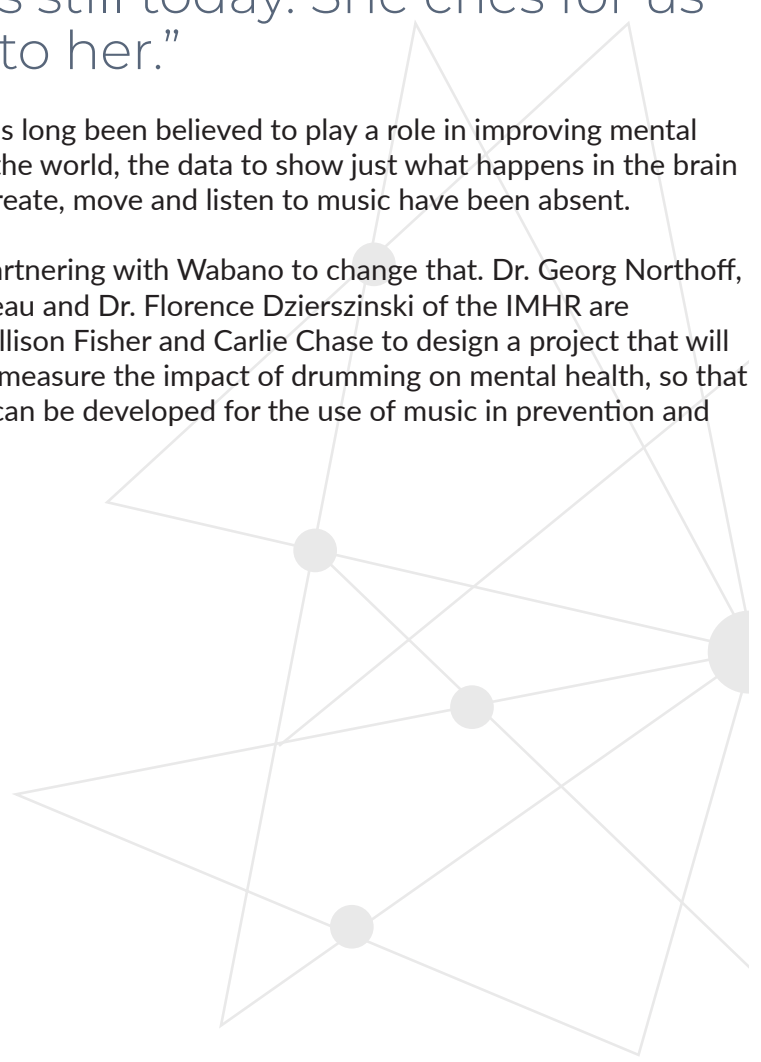 s still today. She cries for us
to her.”
s long been believed to play a role in improving mental
the world, the data to show just what happens in the brain
reate, move and listen to music have been absent.
artnering with Wabano to change that. Dr. Georg Northoff,
eau and Dr. Florence Dzierszinski of the IMHR are
llison Fisher and Carlie Chase to design a project that will
measure the impact of drumming on mental health, so that
can be developed for the use of music in prevention and